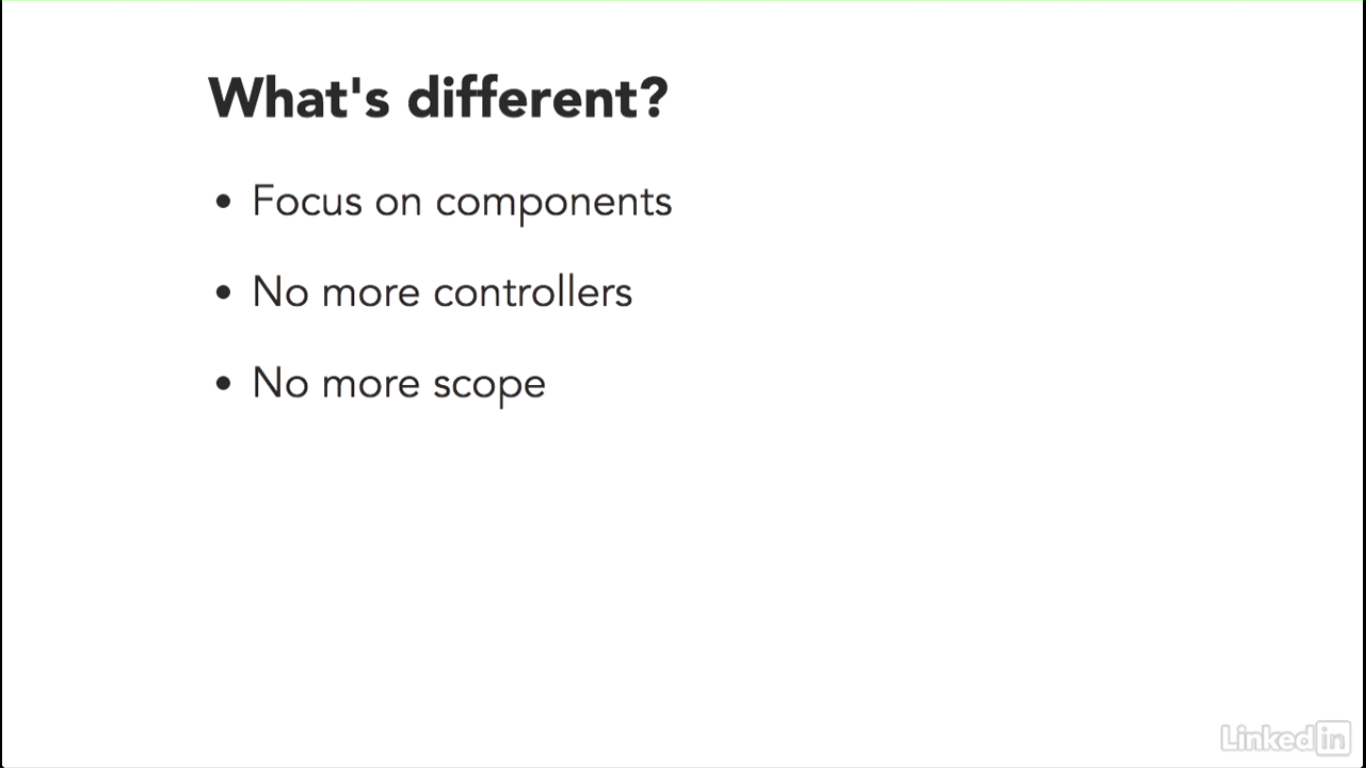 What's different?
• Focus on components
• No more controllers
• No more scope
LinkedIn